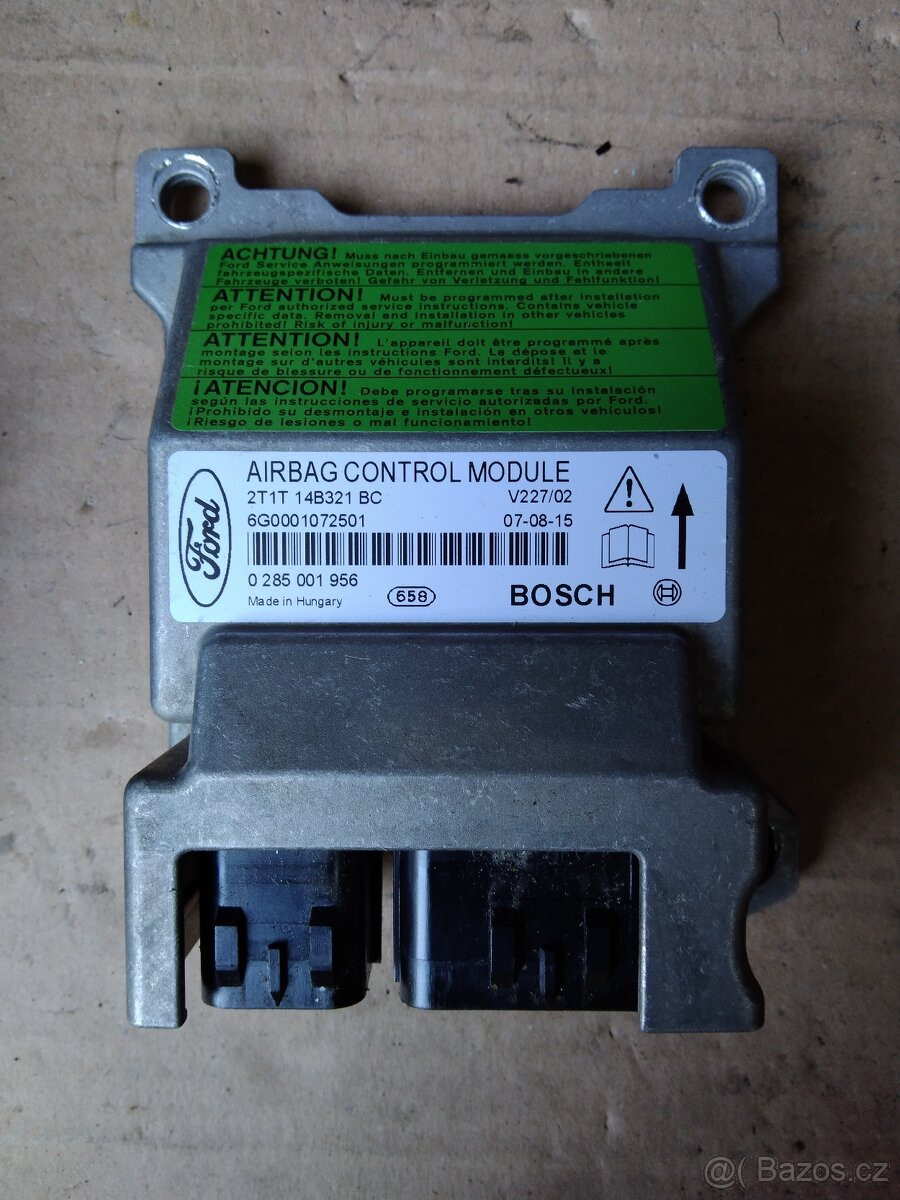 ACHTUNG! Muss nach Einbau gemaess vorgeschriebenen
Ford Service Anweisungen programmiert werden. Enthaelt
fahrzeugspezifische Daten. Entfernen und Einbau in andere
Fahrzeuge verboten! Gefahr von Verletzung und Fehlfunktion!
ATTENTION! Must be programmed after installation
per Ford authorized service instructions. Contains vehicle
specific data. Removal and installation in other vehicles
prohibited! Risk of injury or malfunction!
ATTENTION! L'appareil doit être programmé après
montage selon les instructions Ford. La dépose et le
montage sur d'autres véhicules sont interdits! Il y a
risque de blessure ou de fonctionnement défectueux!
¡ATENCION! Debe programarse tras su instalación
según las instrucciones de servicio autorizadas por Ford.
¡Prohibido su desmontaje e instalación en otros vehículos!
¡Riesgo de lesiones o mal funcionamiento!
Ford
AIRBAG CONTROL MODULE
2T1T 14B321 BC V227/02
6G0001072501 07-08-15
0 285 001 956
Made in Hungary 658 BOSCH
@( Bazos.cz